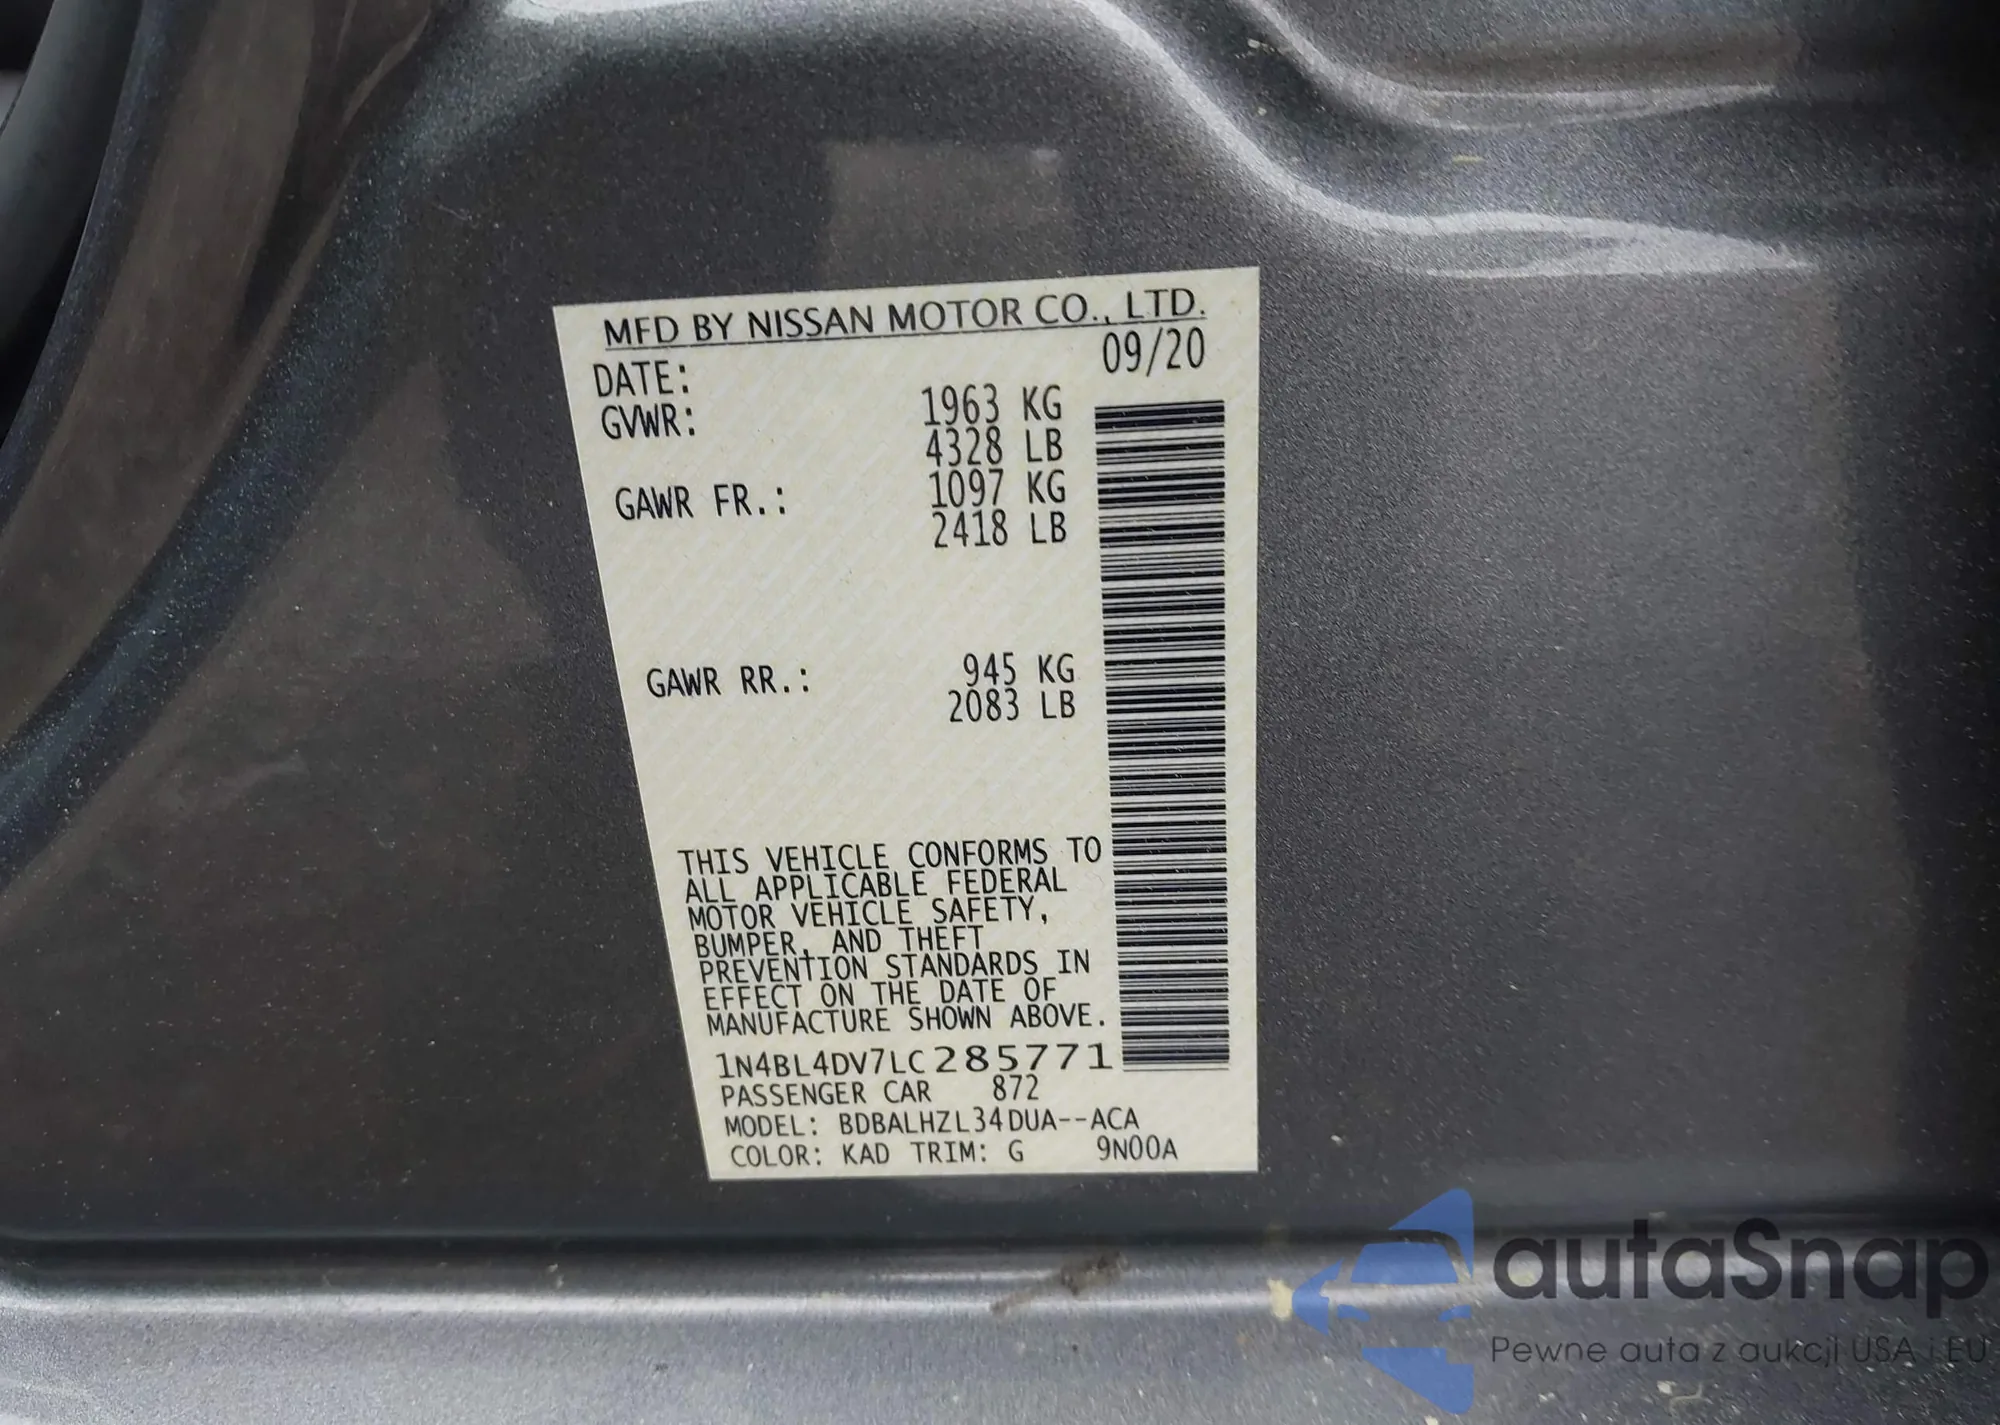 MFD BY NISSAN MOTOR CO., LTD.
DATE: 09/20
GVWR: 1963 KG
4328 LB
GAWR FR.: 1097 KG
2418 LB
GAWR RR.: 945 KG
2083 LB
THIS VEHICLE CONFORMS TO
ALL APPLICABLE FEDERAL
MOTOR VEHICLE SAFETY,
BUMPER, AND THEFT
PREVENTION STANDARDS IN
EFFECT ON THE DATE OF
MANUFACTURE SHOWN ABOVE.
1N4BL4DV7LC285771
PASSENGER CAR 872
MODEL: BDBALHZL34DUA--ACA
COLOR: KAD TRIM: G 9N00A
autaSnap
Pewne auta z aukcji USA i EU